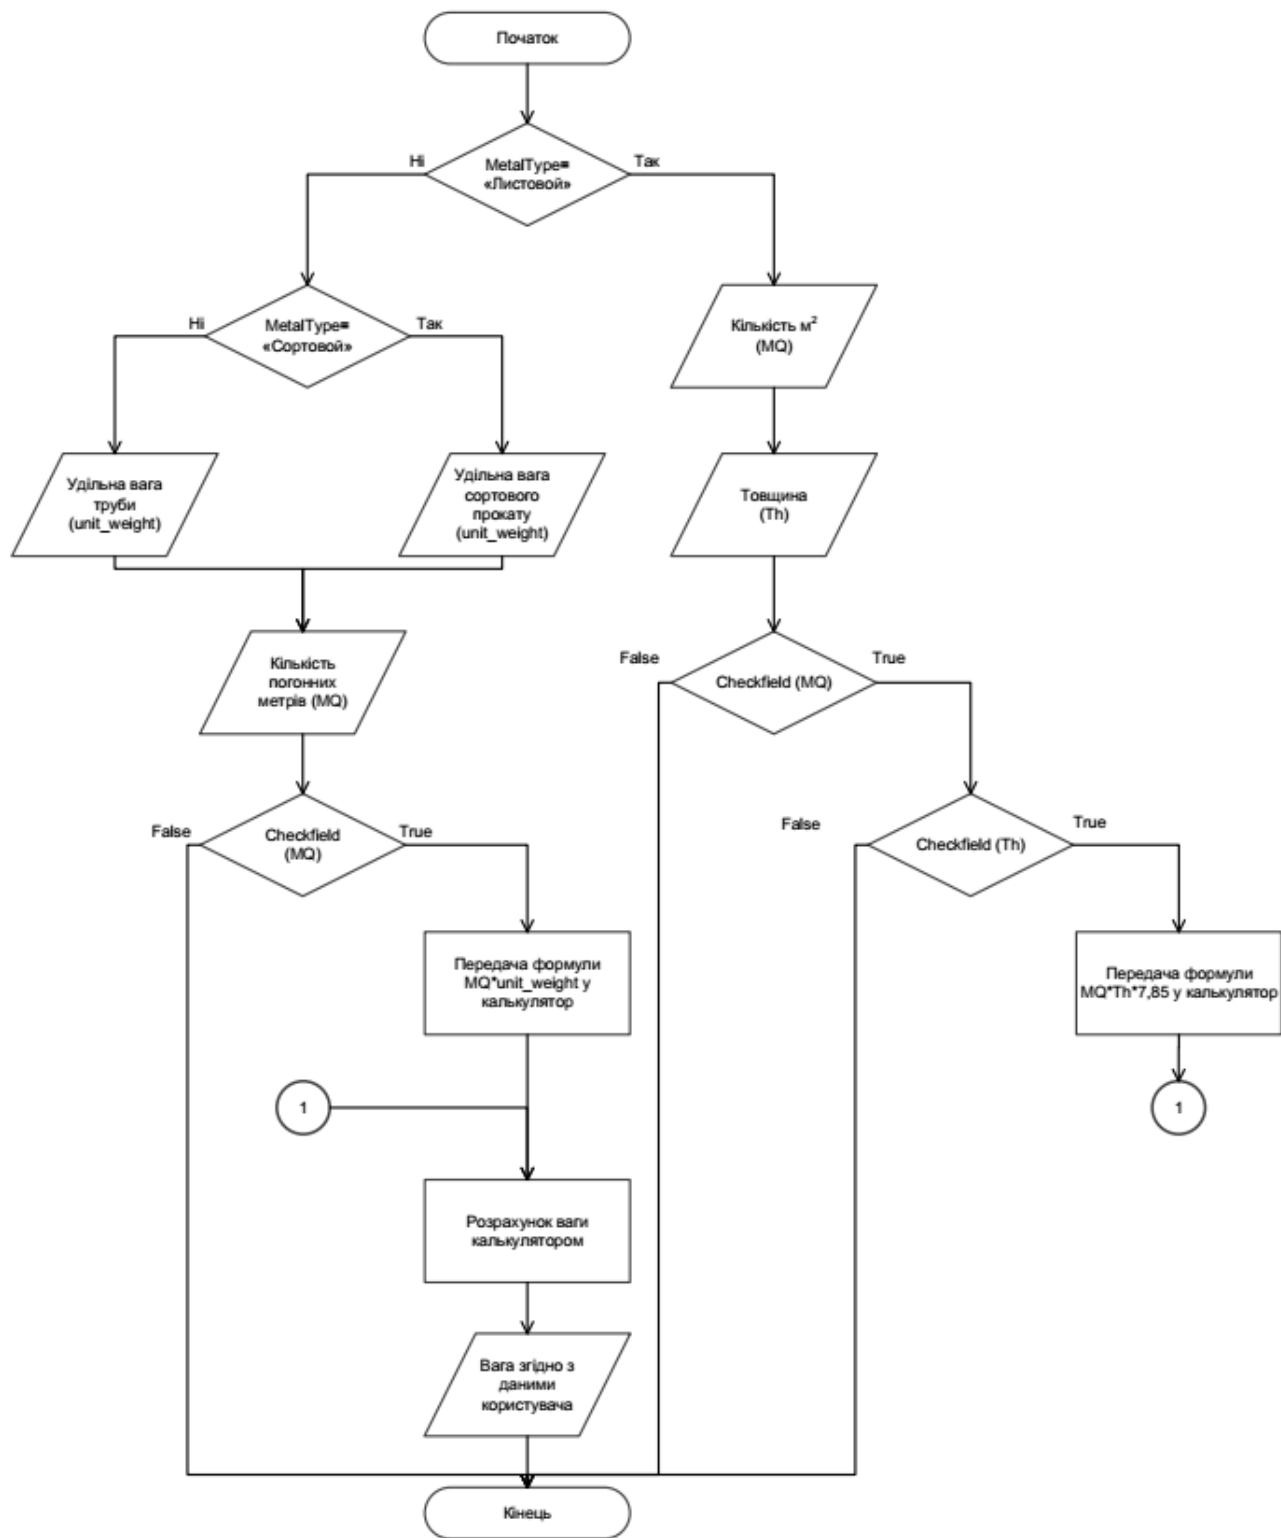 Початок
MetalType=
«Листовой»
Ні
Так
MetalType=
«Сортовой»
Ні
Так
Кількість м²
(MQ)
Удільна вага
труби
(unit_weight)
Удільна вага
сортового
прокату
(unit_weight)
Товщина
(Th)
Кількість
погонних
метрів (MQ)
False
Checkfield (MQ)
True
False
Checkfield
(MQ)
True
False
Checkfield (Th)
True
Передача формули
MQ*unit_weight у
калькулятор
Передача формули
MQ*Th*7,85 у калькулятор
1
1
Розрахунок ваги
калькулятором
Вага згідно з
даними
користувача
Кінець